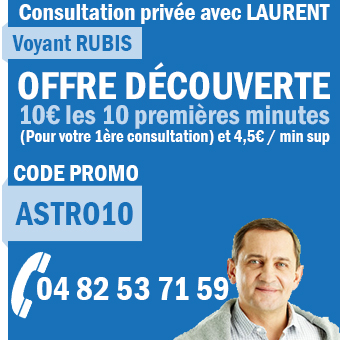 Consultation privée avec LAURENT
Voyant RUBIS
OFFRE DÉCOUVERTE
10€ les 10 premières minutes
(Pour votre 1ère consultation) et 4,5€ / min sup
CODE PROMO
ASTRO10
04 82 53 71 59